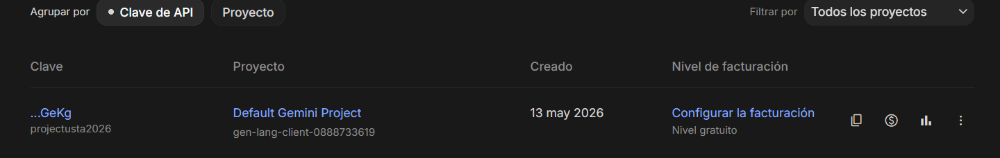 Agrupar por Clave de API Proyecto Filtrar por Todos los proyectos
Clave Proyecto Creado Nivel de facturación
...GeKg Default Gemini Project 13 may 2026 Configurar la facturación
projectusta2026 gen-lang-client-0888733619 Nivel gratuito